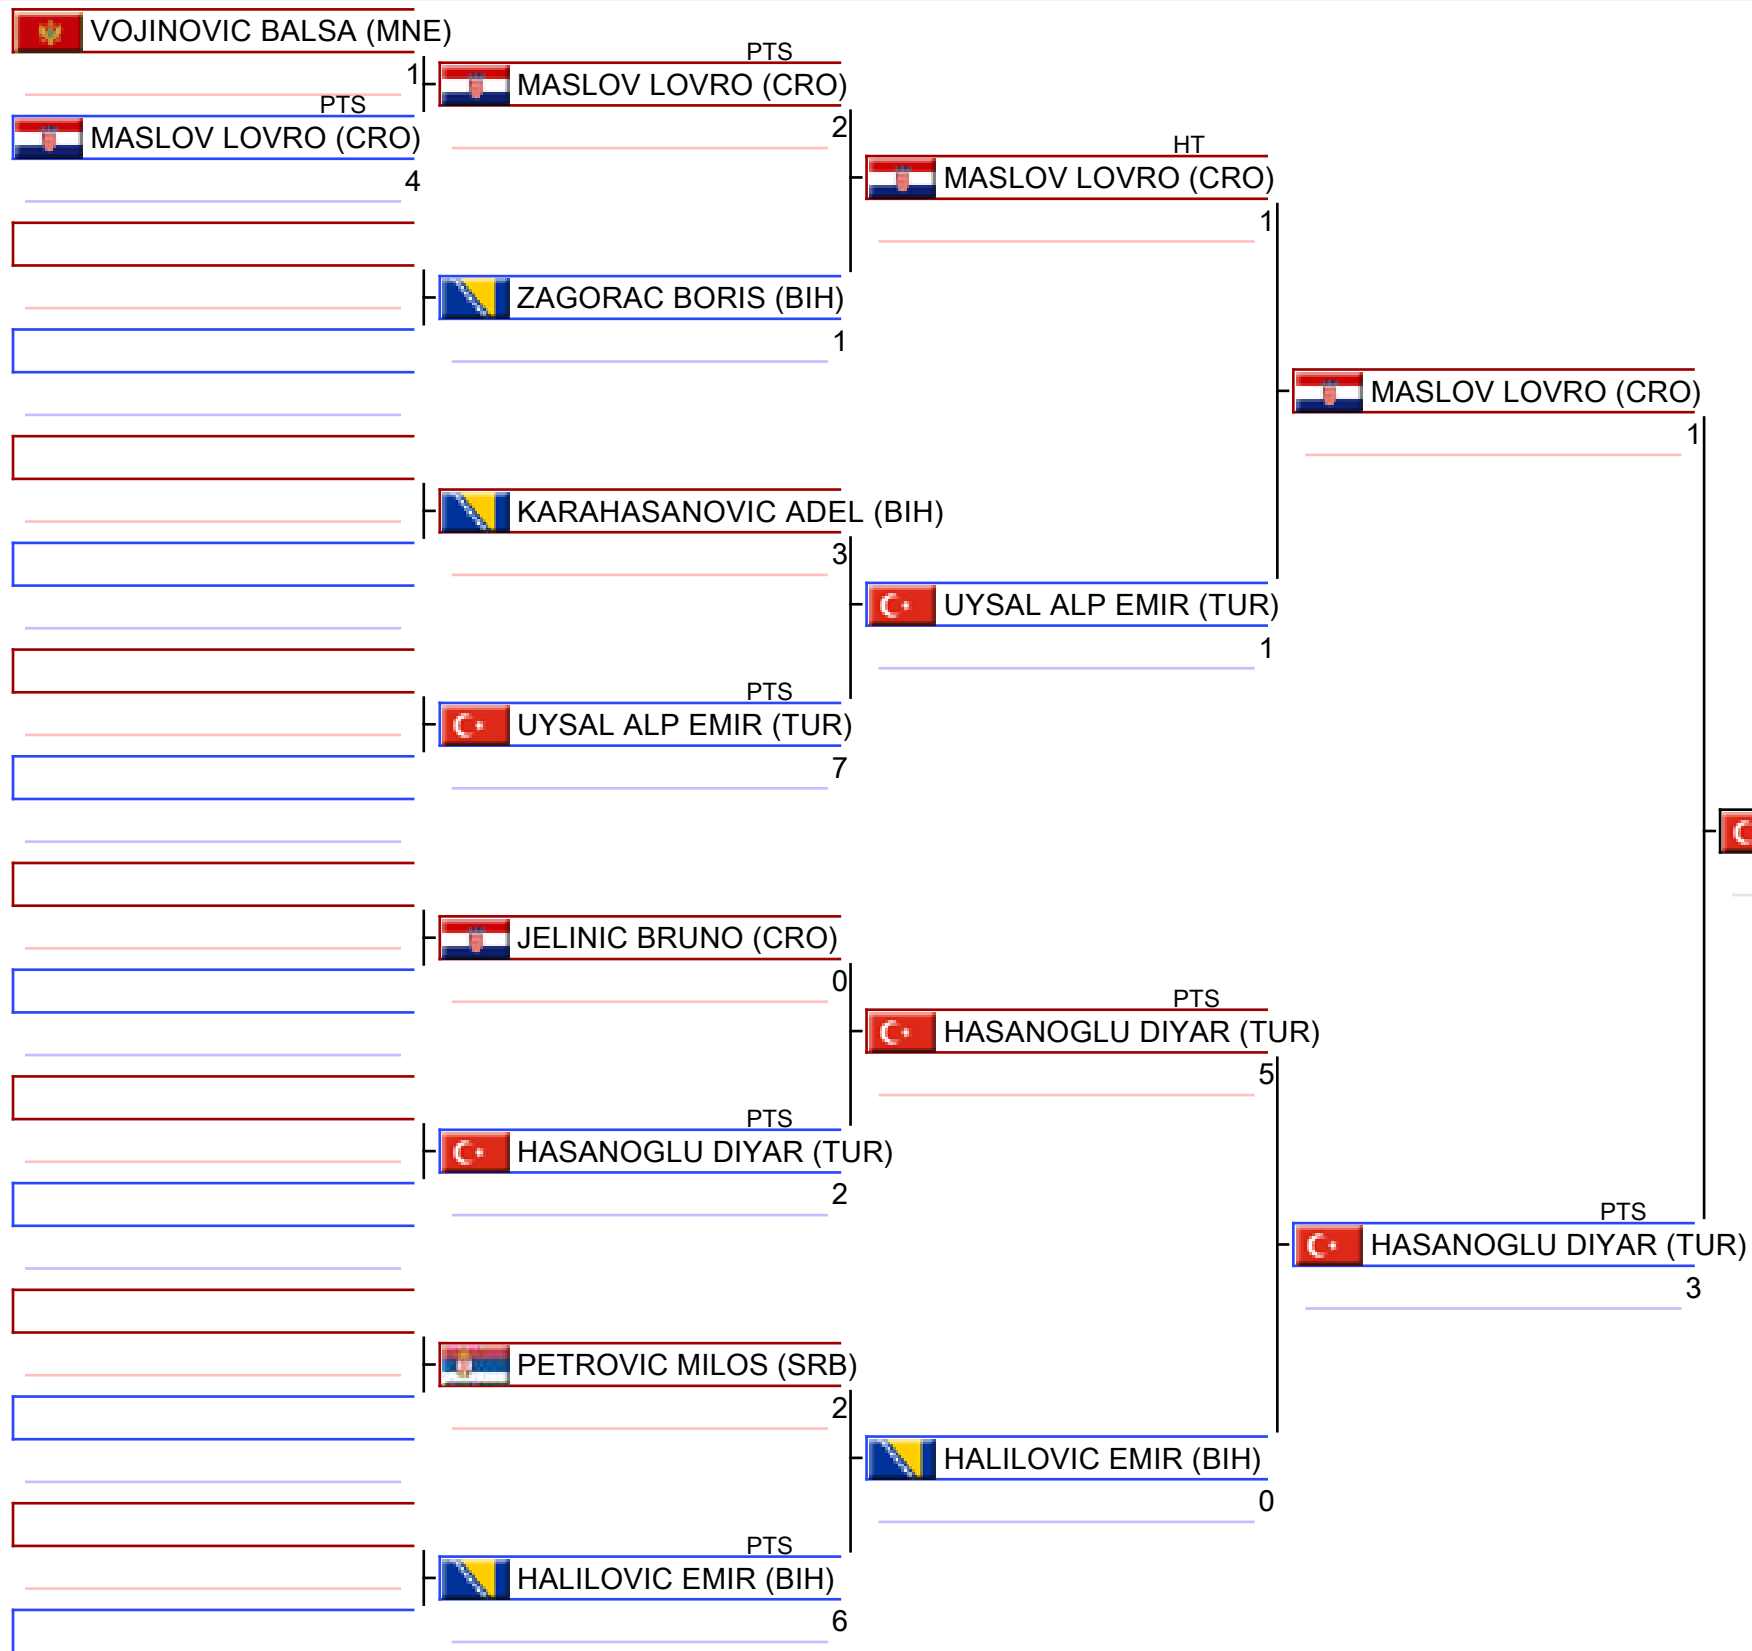 VOJINOVIC BALSA (MNE)
1
PTS
MASLOV LOVRO (CRO)
4
PTS
MASLOV LOVRO (CRO)
2
ZAGORAC BORIS (BIH)
1
KARAHASANOVIC ADEL (BIH)
3
PTS
UYSAL ALP EMIR (TUR)
7
JELINIC BRUNO (CRO)
0
PTS
HASANOGLU DIYAR (TUR)
2
PETROVIC MILOS (SRB)
2
PTS
HALILOVIC EMIR (BIH)
6
HT
MASLOV LOVRO (CRO)
1
UYSAL ALP EMIR (TUR)
1
PTS
HASANOGLU DIYAR (TUR)
5
HALILOVIC EMIR (BIH)
0
MASLOV LOVRO (CRO)
1
PTS
HASANOGLU DIYAR (TUR)
3